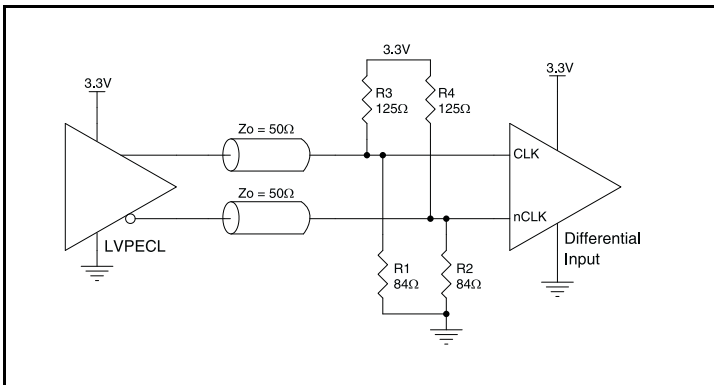 3.3V
3.3V
3.3V
R3
125Ω
R4
125Ω
Zo = 50Ω
CLK
Zo = 50Ω
nCLK
LVPECL
Differential
Input
R1
84Ω
R2
84Ω